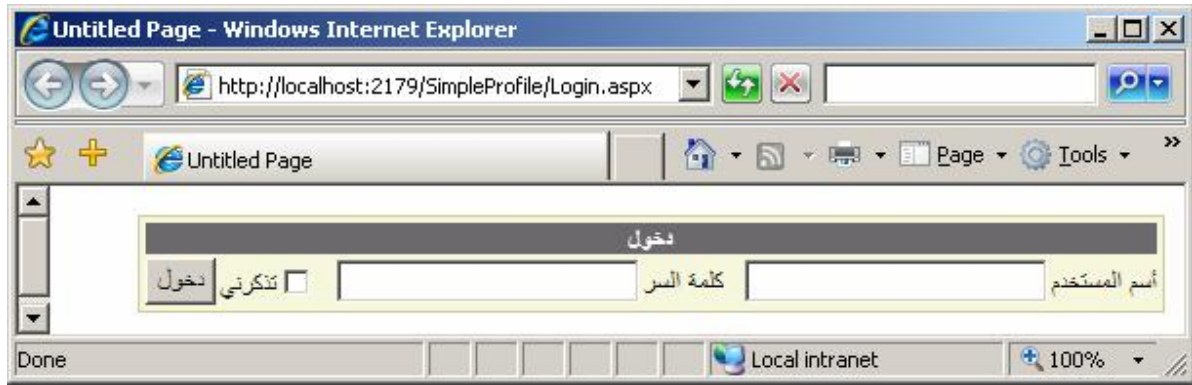 Untitled Page - Windows Internet Explorer
http://localhost:2179/SimpleProfile/Login.aspx
Untitled Page Page Tools »
دخول
أسم المستخدم كلمة السر تذكرني دخول
Done Local intranet 100%